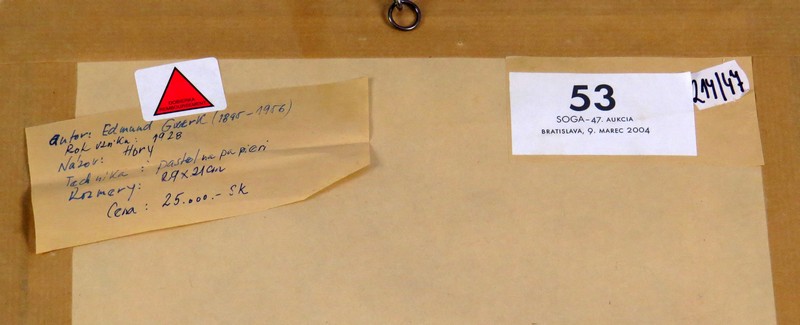 autor: Edmund Gwerk (1895-1956)
Rok vznika: 1928
Názov: Hory
Technika: pastel na papieri
Rozmery: 29x21cm
Cena: 25.000.- Sk
53
SOGA-47. AUKCIA
BRATISLAVA, 9. MAREC 2004
214/47